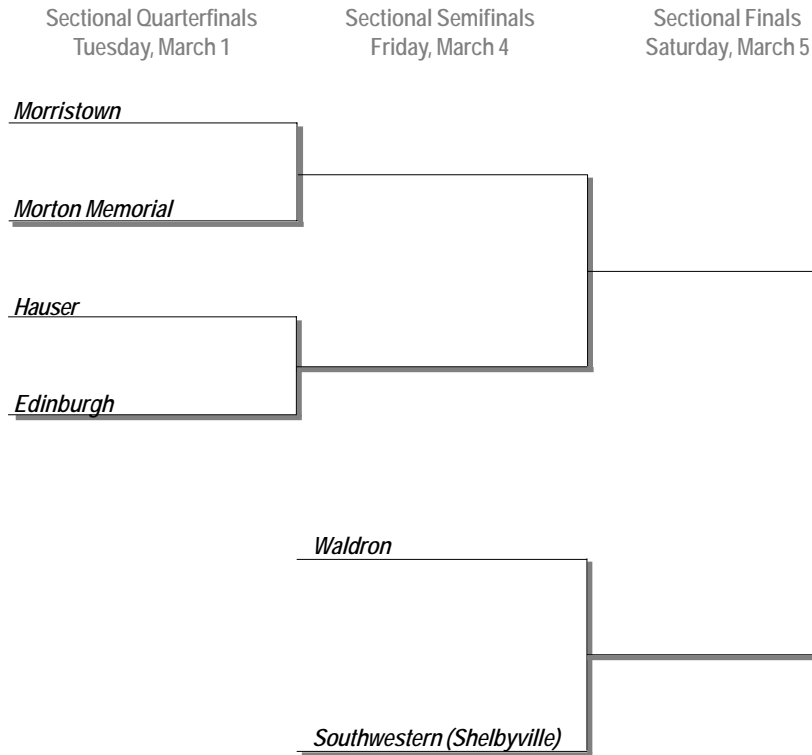 Sectional Quarterfinals
Tuesday, March 1
Sectional Semifinals
Friday, March 4
Sectional Finals
Saturday, March 5
Morristown
Morton Memorial
Hauser
Edinburgh
Waldron
Southwestern (Shelbyville)